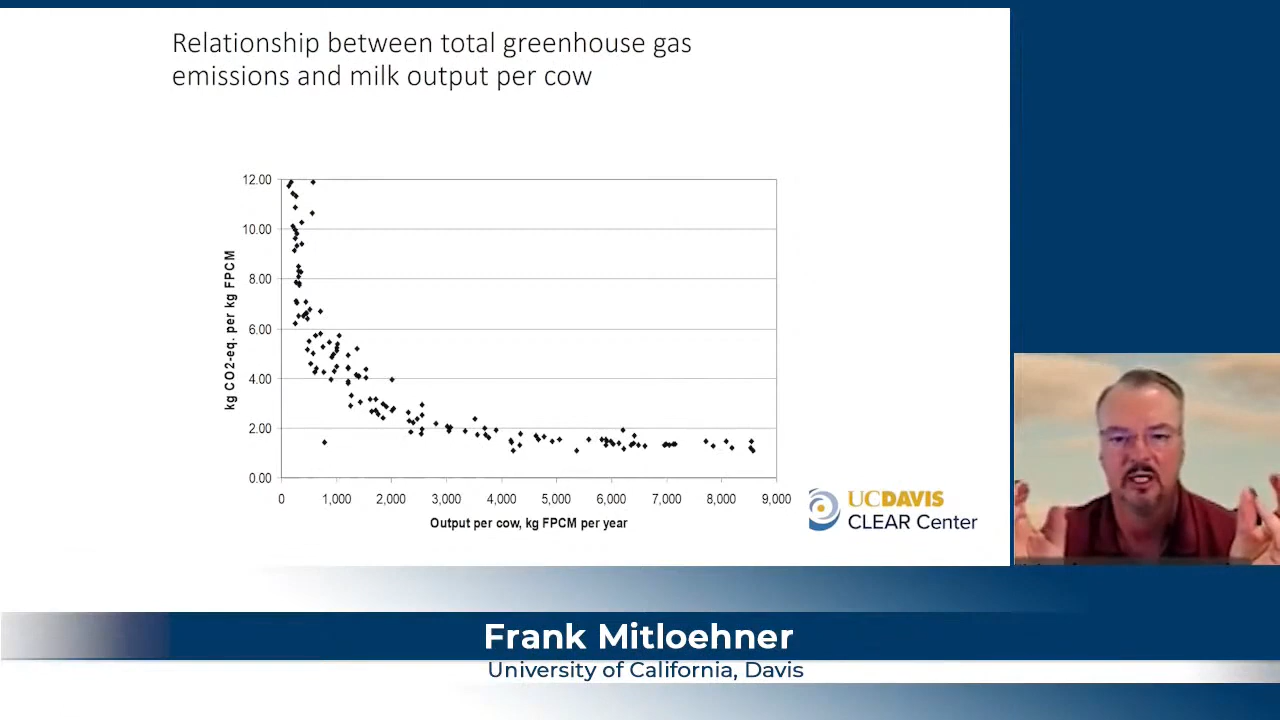 Relationship between total greenhouse gas
emissions and milk output per cow
kg CO2-eq. per kg FPCM
12.00
10.00
8.00
6.00
4.00
2.00
0.00
0 1,000 2,000 3,000 4,000 5,000 6,000 7,000 8,000 9,000
Output per cow, kg FPCM per year
UCDAVIS
CLEAR Center
Frank Mitloehner
University of California, Davis